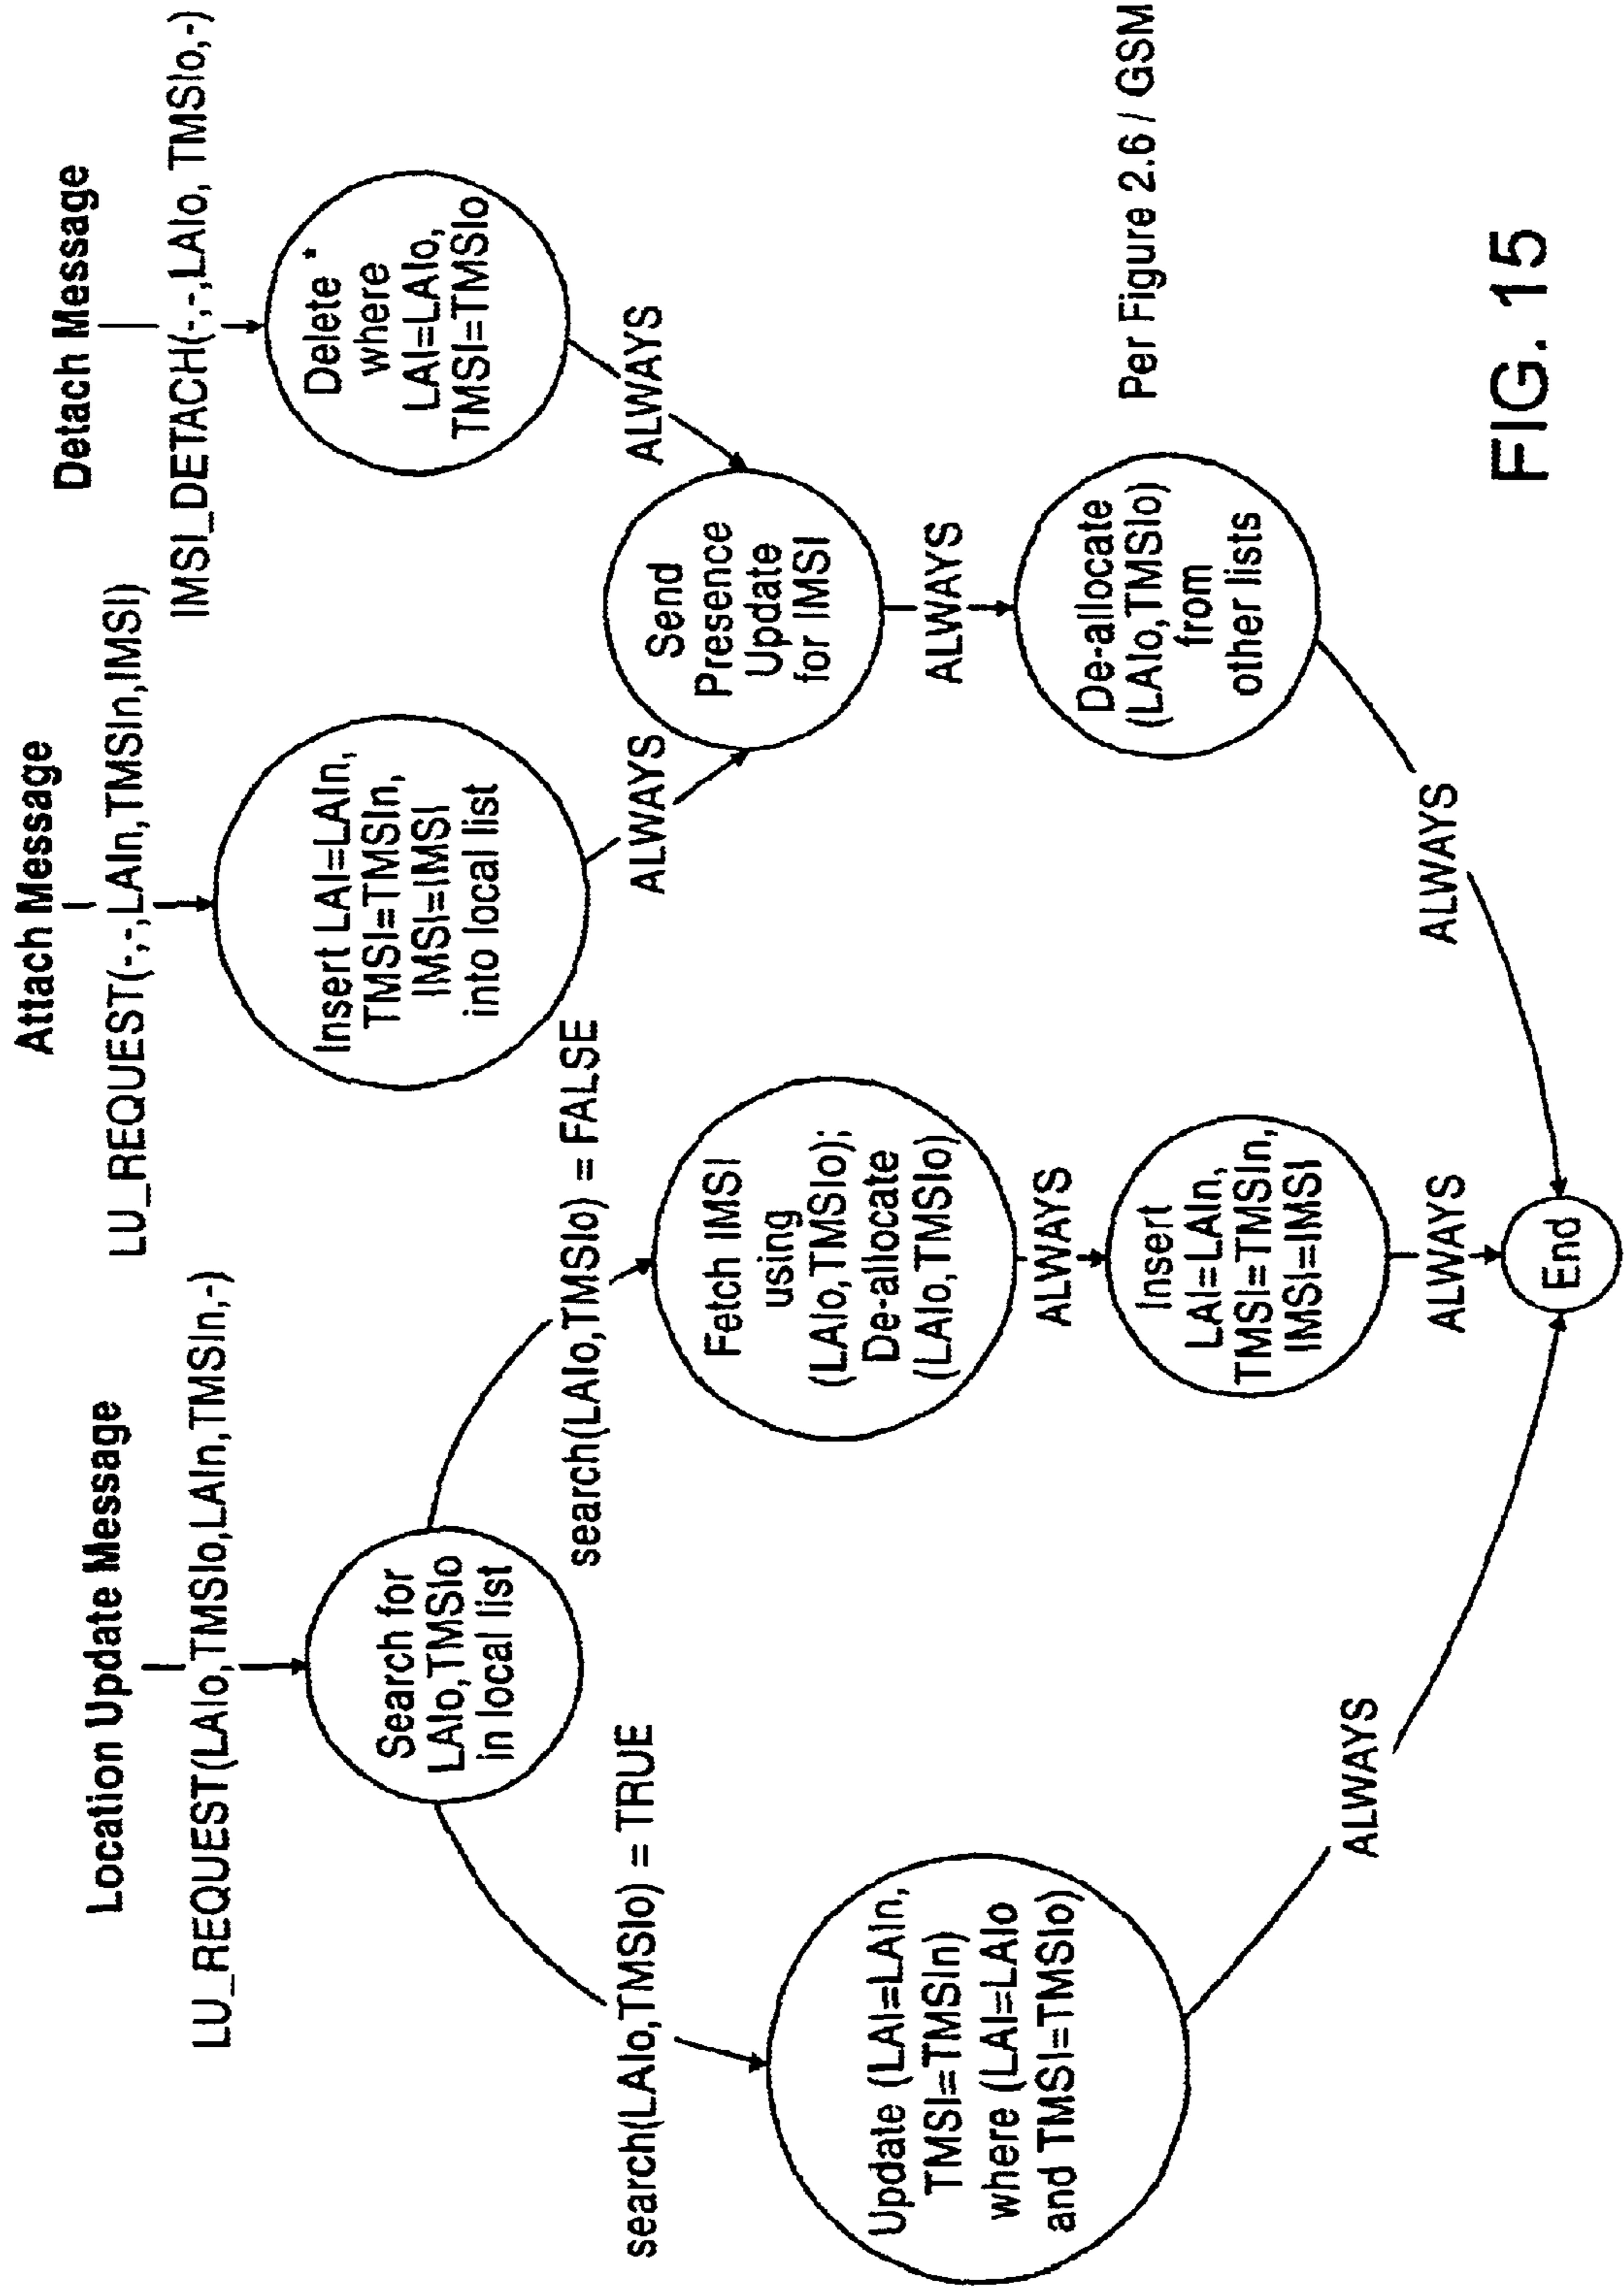 Location Update Message
LU_REQUEST(LAIo,TMSIo,LAIn,TMSIn,-)
Search for
LAIo,TMSIo
in local list
search(LAIo,TMSIo) = TRUE
Update (LAI=LAIn,
TMSI=TMSIn)
where (LAI=LAIo
and TMSI=TMSIo)
ALWAYS
search(LAIo,TMSIo) = FALSE
Fetch IMSI
using
(LAIo,TMSIo);
De-allocate
(LAIo,TMSIo)
ALWAYS
Insert
LAI=LAIn,
TMSI=TMSIn,
IMSI=IMSI
ALWAYS
End
Attach Message
LU_REQUEST(-,-,LAIn,TMSIn,IMSI)
Insert LAI=LAIn,
TMSI=TMSIn,
IMSI=IMSI
into local list
ALWAYS
Detach Message
IMSI_DETACH(-,-,LAIo, TMSIo,-)
Delete *
where
LAI=LAIo,
TMSI=TMSIo
ALWAYS
Send
Presence
Update
for IMSI
ALWAYS
De-allocate
(LAIo,TMSIo)
from
other lists
ALWAYS
Per Figure 2.6 / GSM
FIG. 15